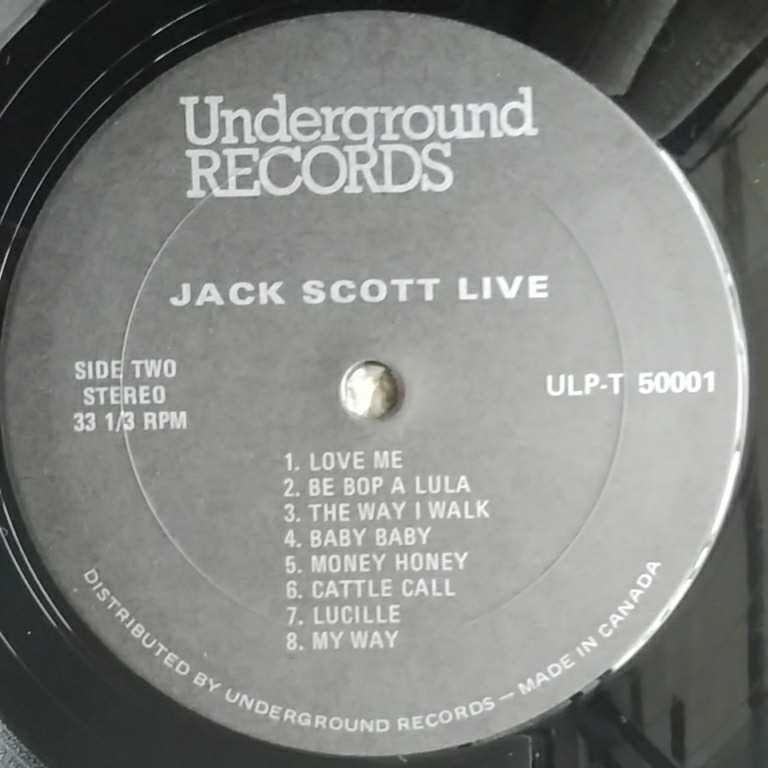 Underground
RECORDS
JACK SCOTT LIVE
SIDE TWO
STEREO
33 1/3 RPM
ULP-T 50001
1. LOVE ME
2. BE BOP A LULA
3. THE WAY I WALK
4. BABY BABY
5. MONEY HONEY
6. CATTLE CALL
7. LUCILLE
8. MY WAY
DISTRIBUTED BY UNDERGROUND RECORDS — MADE IN CANADA